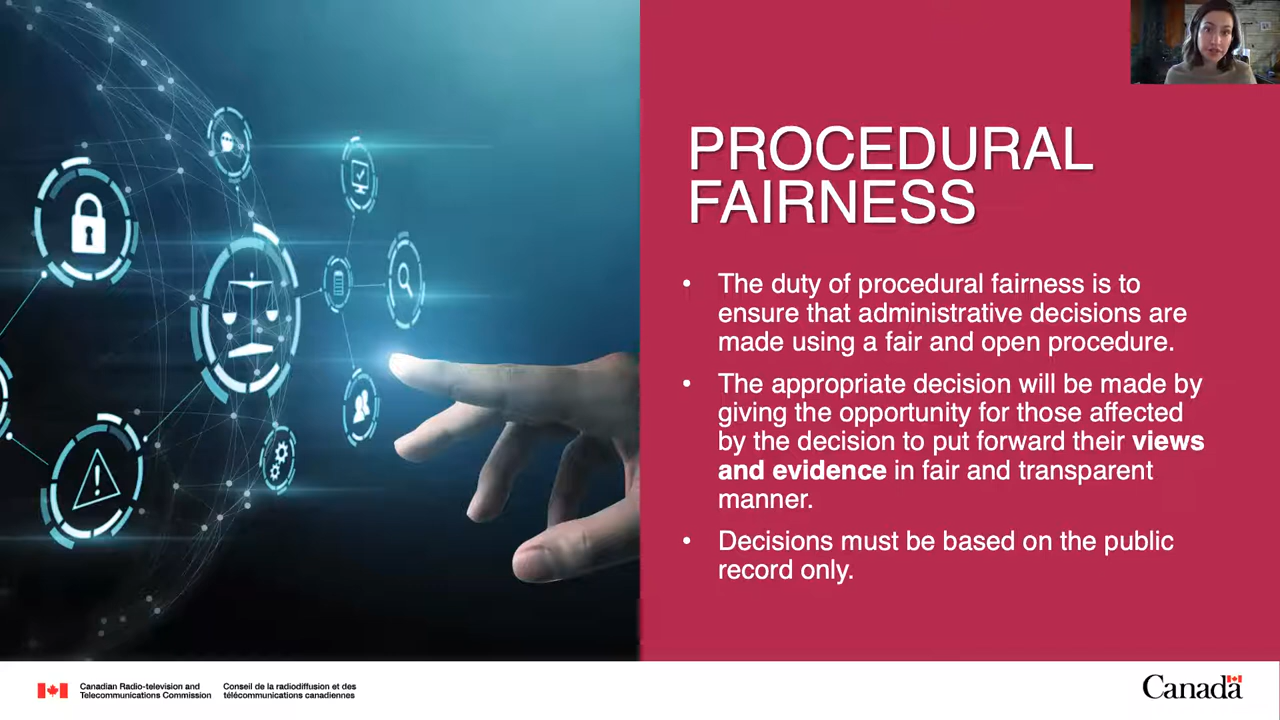 PROCEDURAL
FAIRNESS
• The duty of procedural fairness is to
ensure that administrative decisions are
made using a fair and open procedure.
• The appropriate decision will be made by
giving the opportunity for those affected
by the decision to put forward their views
and evidence in fair and transparent
manner.
• Decisions must be based on the public
record only.
Canadian Radio-television and
Telecommunications Commission
Conseil de la radiodiffusion et des
télécommunications canadiennes
Canada